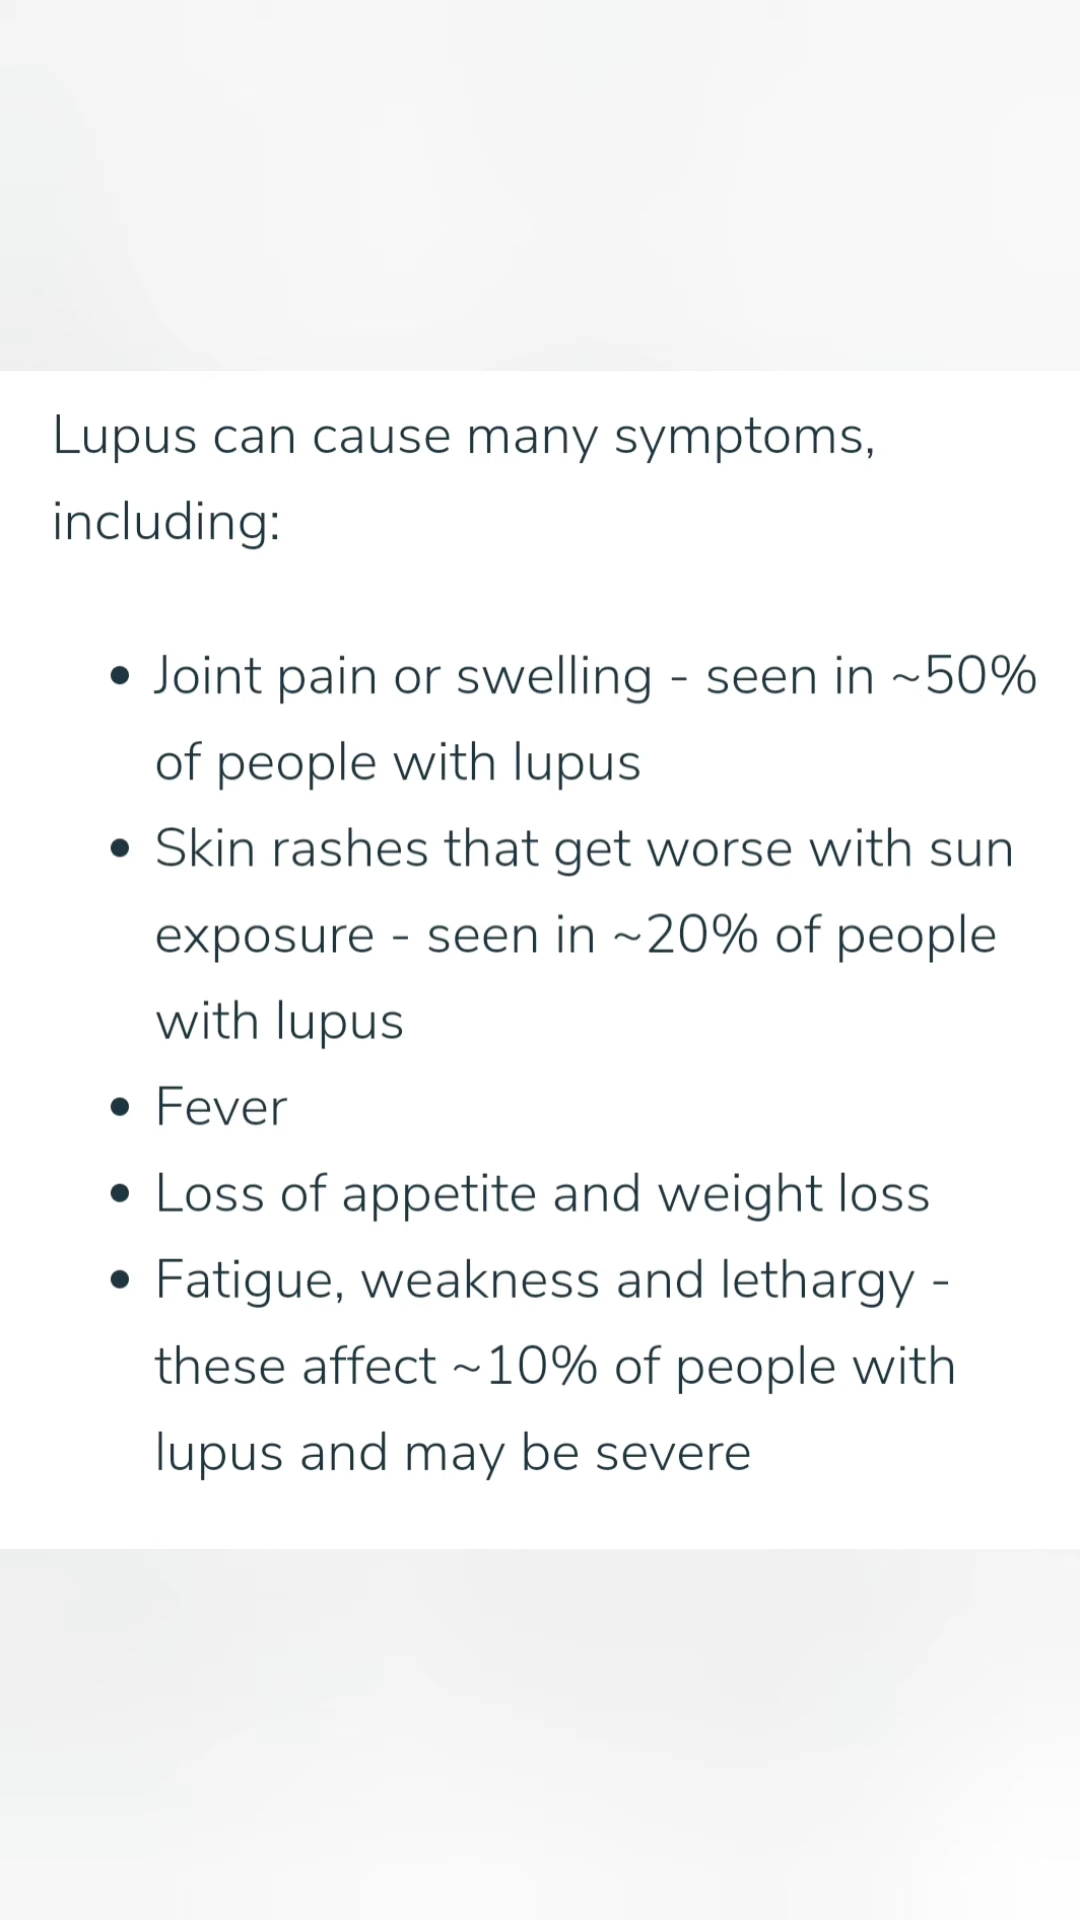 Lupus can cause many symptoms,
including:
• Joint pain or swelling - seen in ~50%
of people with lupus
• Skin rashes that get worse with sun
exposure - seen in ~20% of people
with lupus
• Fever
• Loss of appetite and weight loss
• Fatigue, weakness and lethargy -
these affect ~10% of people with
lupus and may be severe